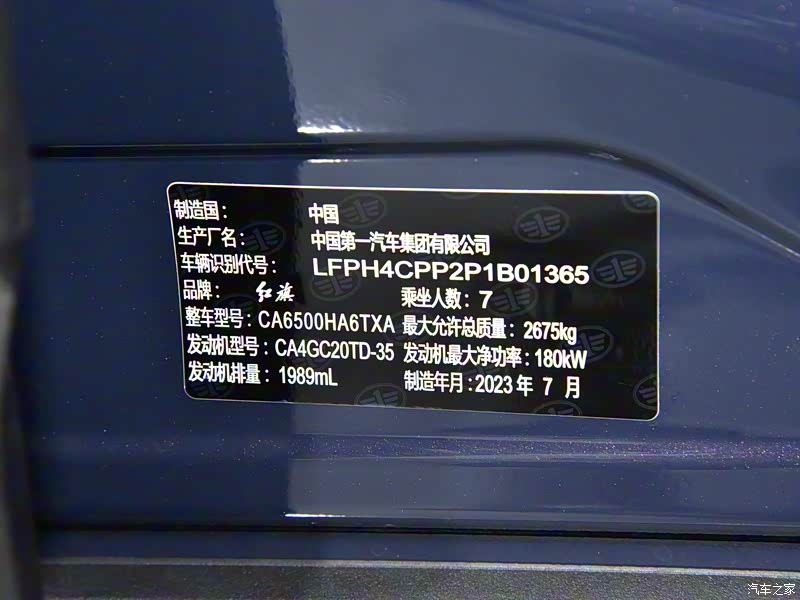 制造国： 中国
生产厂名： 中国第一汽车集团有限公司
车辆识别代号： LFPH4CPP2P1B01365
品牌： 红旗 乘坐人数：7
整车型号：CA6500HA6TXA 最大允许总质量：2675kg
发动机型号：CA4GC20TD-35 发动机最大净功率：180kW
发动机排量：1989mL 制造年月：2023年 7 月
汽车之家